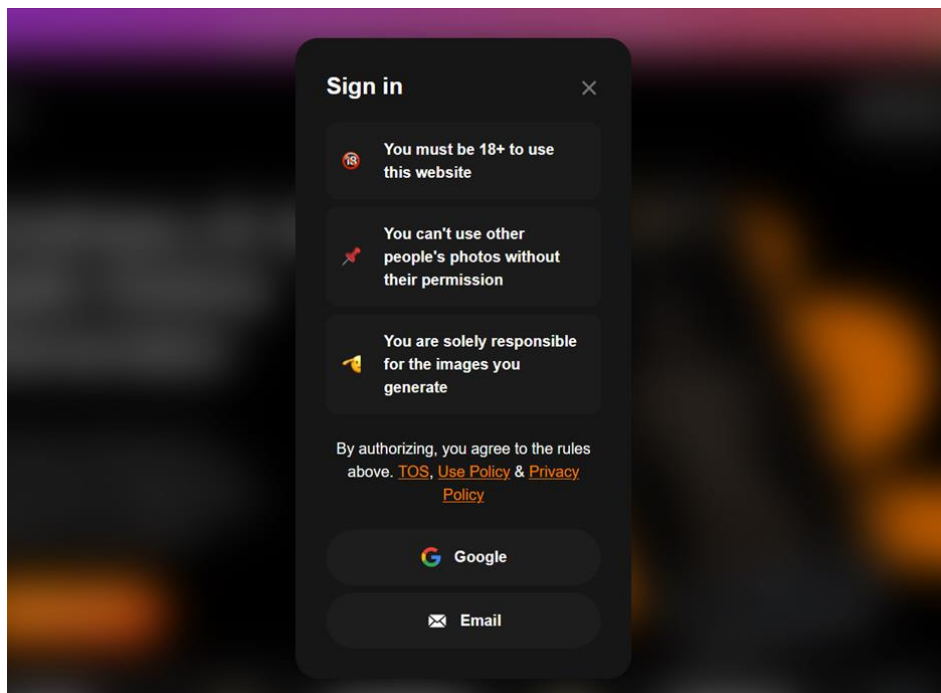 Sign in
You must be 18+ to use
this website
You can't use other
people's photos without
their permission
You are solely responsible
for the images you
generate
By authorizing, you agree to the rules
above. TOS, Use Policy & Privacy
Policy
Google
Email